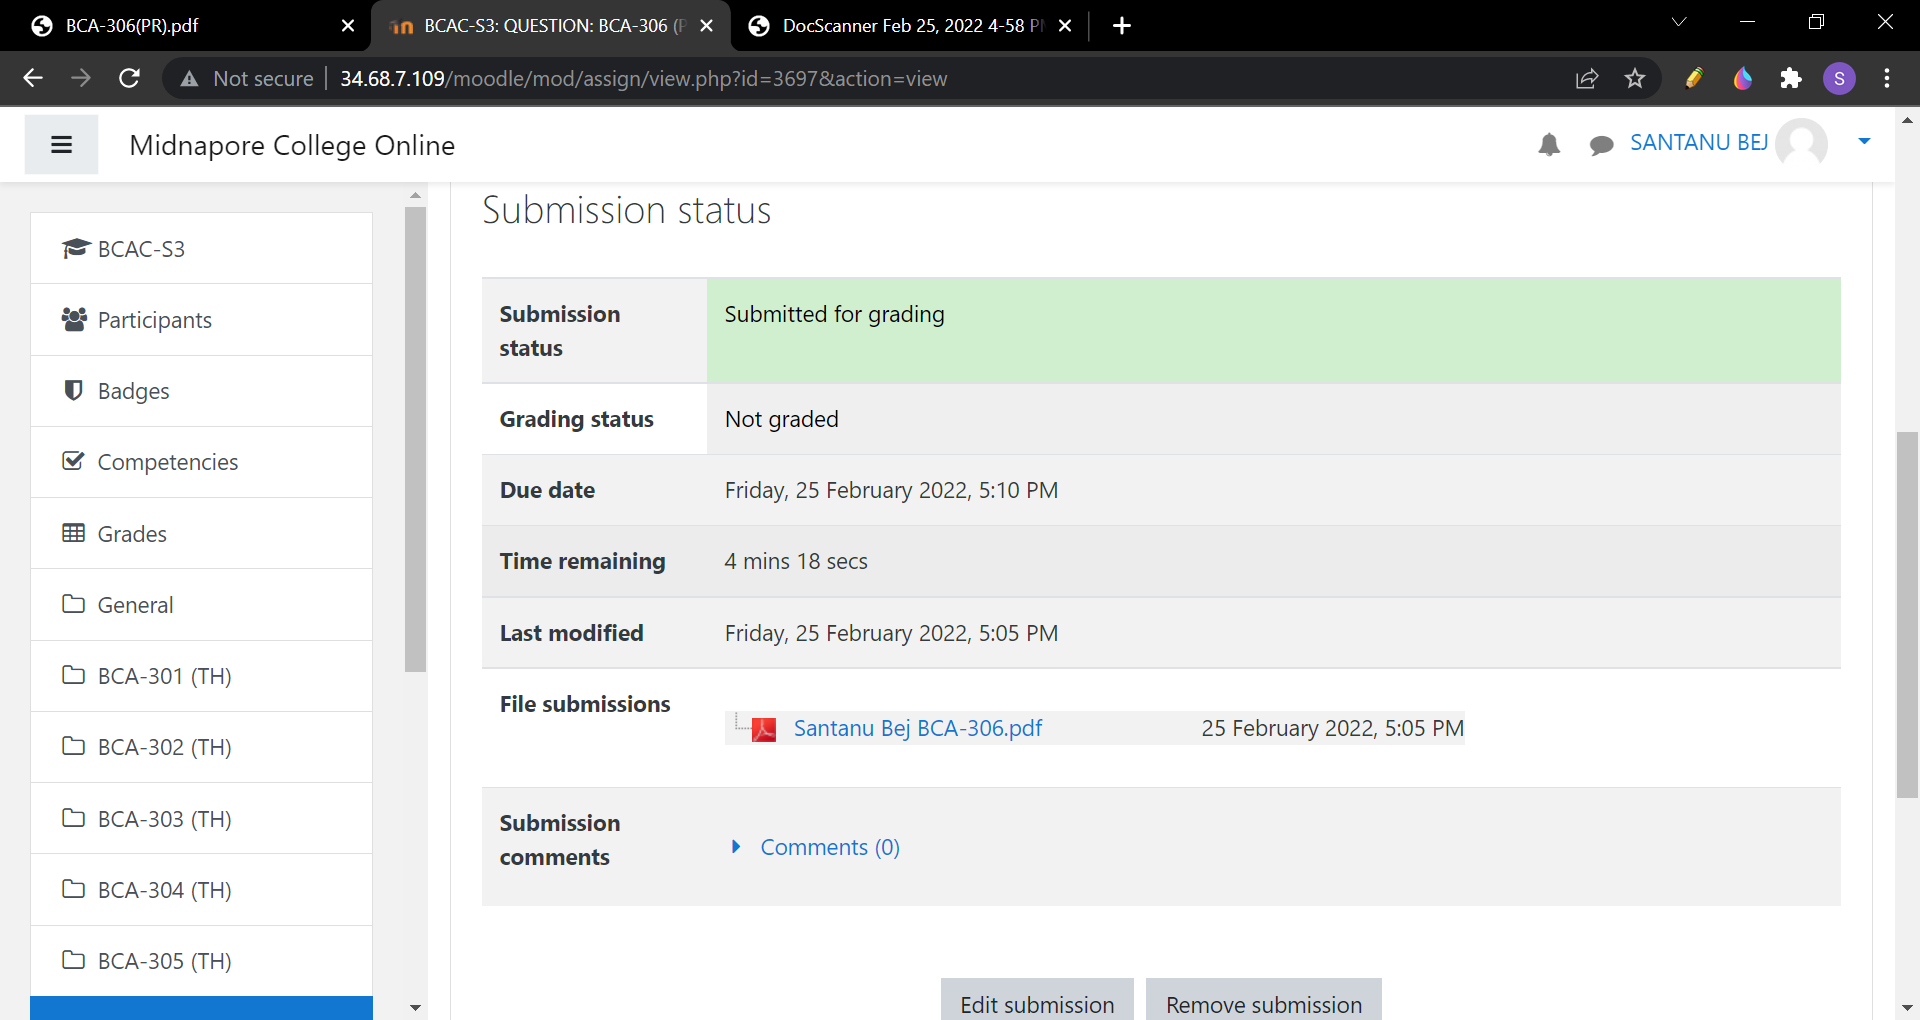 BCA-306(PR).pdf
BCAC-S3: QUESTION: BCA-306 (P
DocScanner Feb 25, 2022 4-58 PM
Not secure
34.68.7.109/moodle/mod/assign/view.php?id=3697&action=view
S
Midnapore College Online
SANTANU BEJ
BCAC-S3
Participants
Badges
Competencies
Grades
General
BCA-301 (TH)
BCA-302 (TH)
BCA-303 (TH)
BCA-304 (TH)
BCA-305 (TH)
Submission status
Submission
status
Submitted for grading
Grading status
Not graded
Due date
Friday, 25 February 2022, 5:10 PM
Time remaining
4 mins 18 secs
Last modified
Friday, 25 February 2022, 5:05 PM
File submissions
Santanu Bej BCA-306.pdf
25 February 2022, 5:05 PM
Submission
comments
Comments (0)
Edit submission
Remove submission